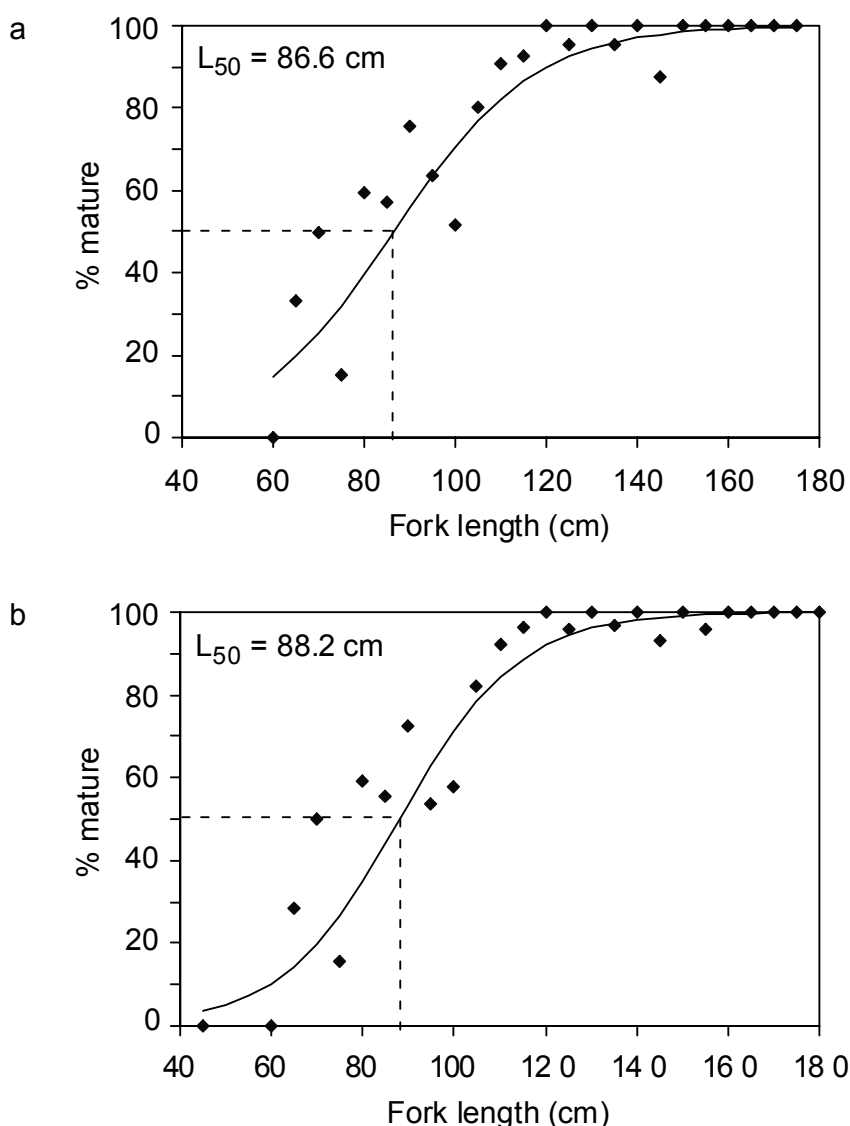 a
L50 = 86.6 cm
% mature
100
80
60
40
20
0
40 60 80 100 120 140 160 180
Fork length (cm)
b
L50 = 88.2 cm
% mature
100
80
60
40
20
0
40 60 80 100 12 0 14 0 16 0 18 0
Fork length (cm)